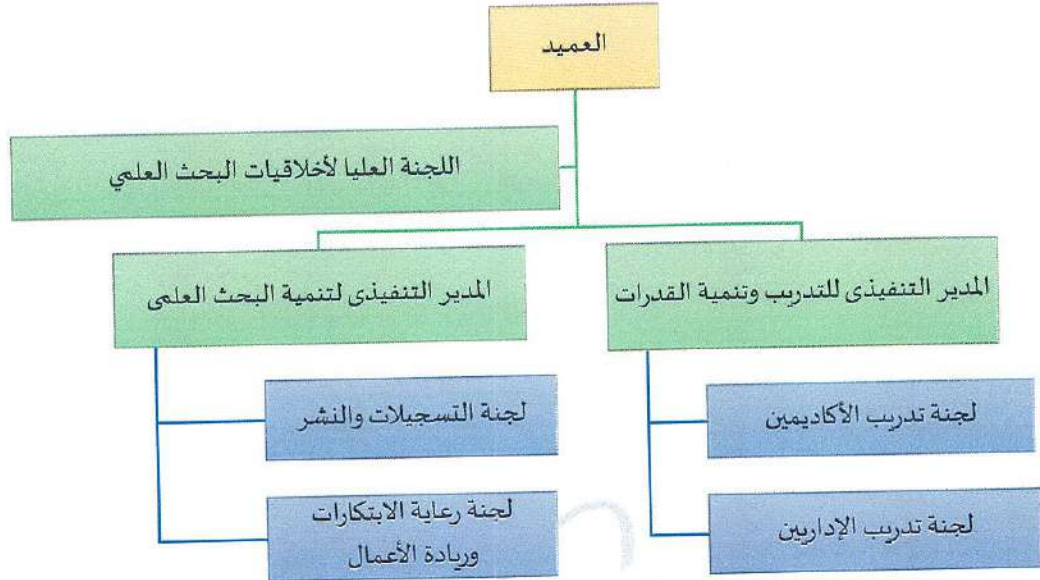 العميد
اللجنة العليا لأخلاقيات البحث العلمي
المدير التنفيذى للتدريب وتنمية القدرات
المدير التنفيذى لتنمية البحث العلمى
لجنة تدريب الأكاديمين
لجنة التسجيلات والنشر
لجنة تدريب الإداريين
لجنة رعاية الابتكارات
وريادة الأعمال